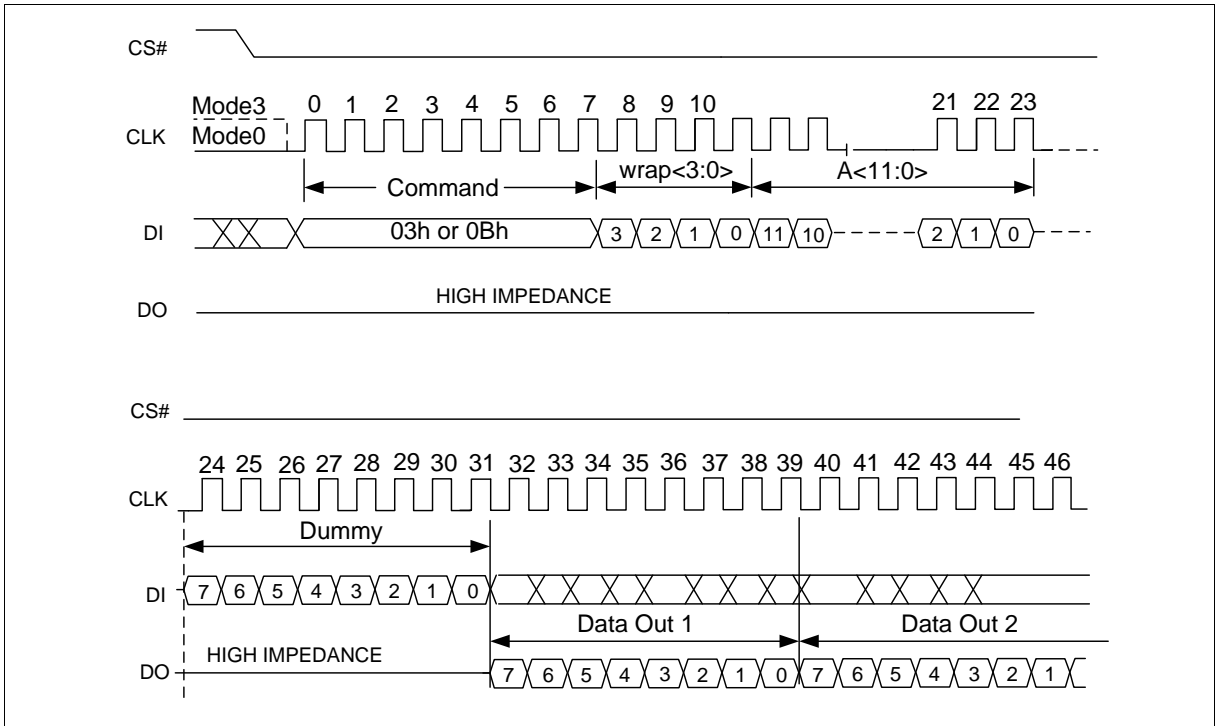 CS#
Mode3 0 1 2 3 4 5 6 7 8 9 10 21 22 23
CLK Mode0
Command wrap<3:0> A<11:0>
DI 03h or 0Bh 3 2 1 0 11 10 2 1 0
HIGH IMPEDANCE
DO
CS#
24 25 26 27 28 29 30 31 32 33 34 35 36 37 38 39 40 41 42 43 44 45 46
CLK
Dummy
DI 7 6 5 4 3 2 1 0
Data Out 1 Data Out 2
HIGH IMPEDANCE
DO 7 6 5 4 3 2 1 0 7 6 5 4 3 2 1